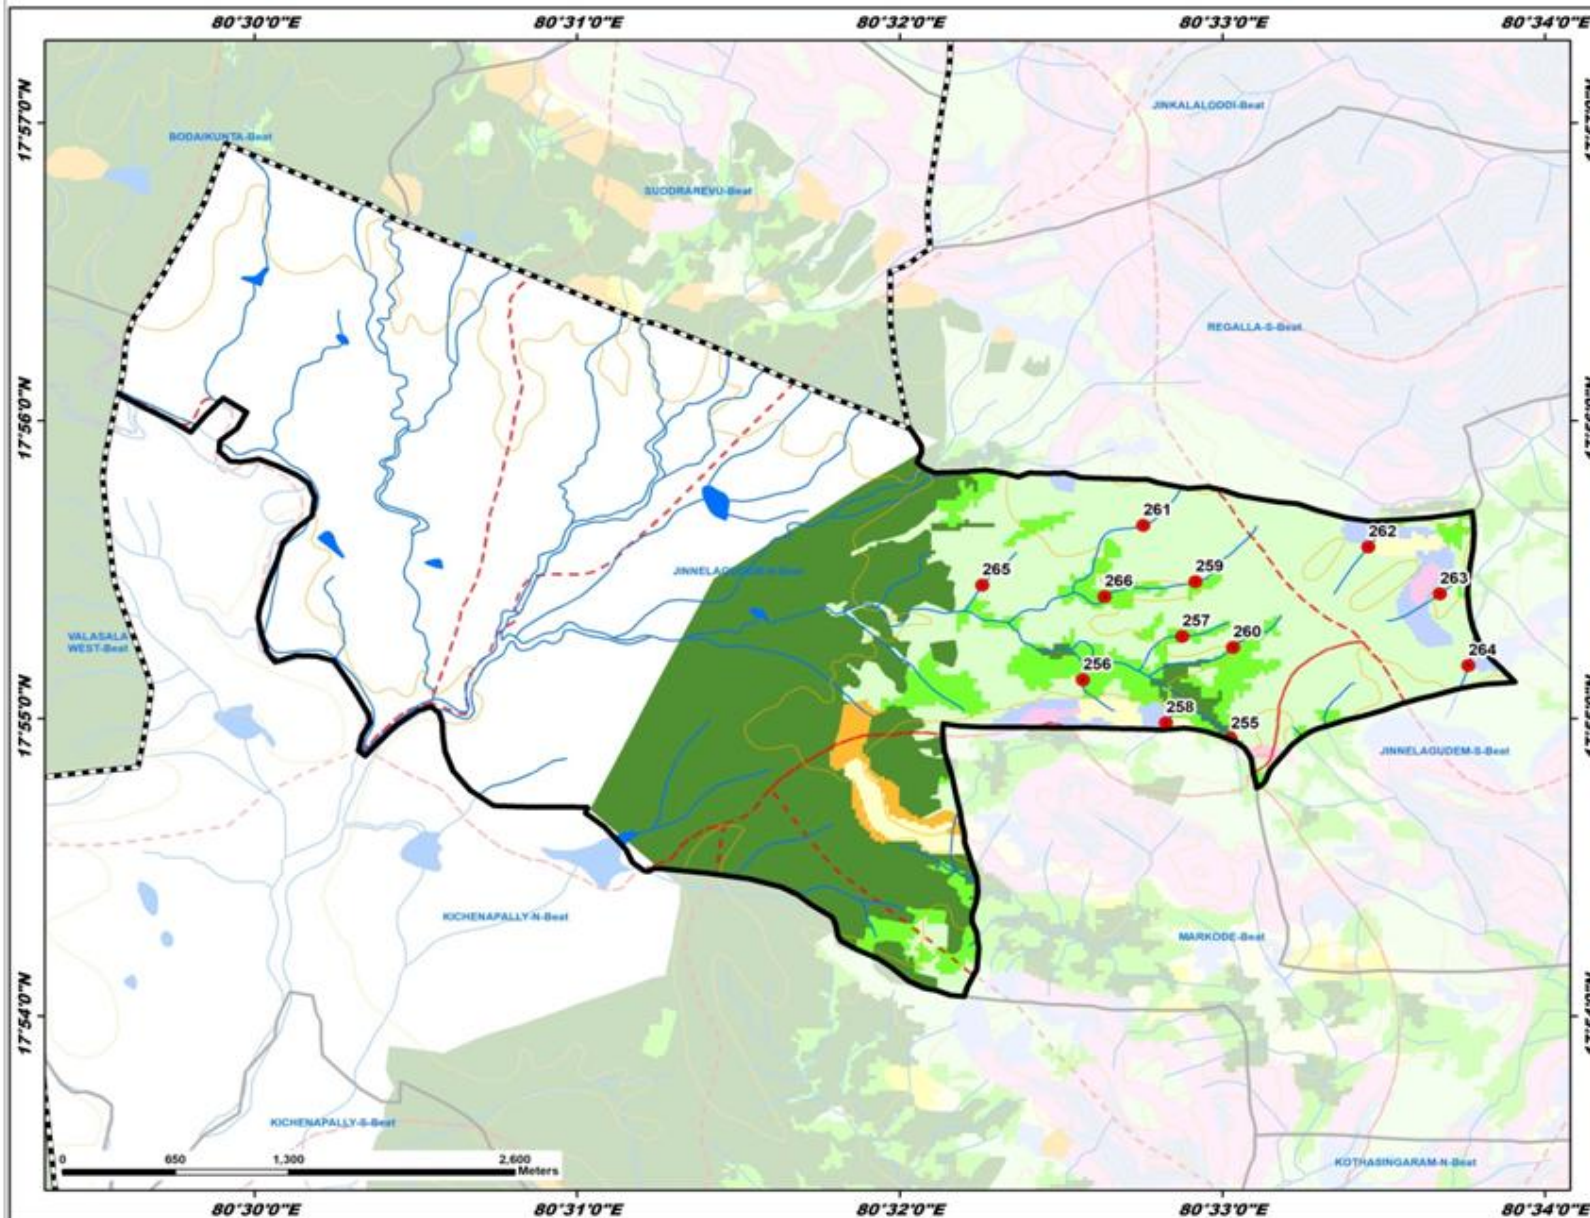 80°30'0"E 80°31'0"E 80°32'0"E 80°33'0"E 80°34'0"E
17°57'0"N
17°56'0"N
17°55'0"N
17°54'0"N
JINKALALODDI-Beat
BODAIKUNTA-Beat
SUDDRAREVU-Beat
REGALLA-S-Beat
261
262
JINNELAGUDEM-N-Beat
265
266
259
263
257
260
VALASALA
WEST-Beat
256
264
258
255
JINNELAGUDEM-S-Beat
KICHENAPALLY-N-Beat
MARKODE-Beat
KICHENAPALLY-S-Beat
KOTHASINGARAM-N-Beat
0 650 1,300 2,600
Meters
80°30'0"E 80°31'0"E 80°32'0"E 80°33'0"E 80°34'0"E